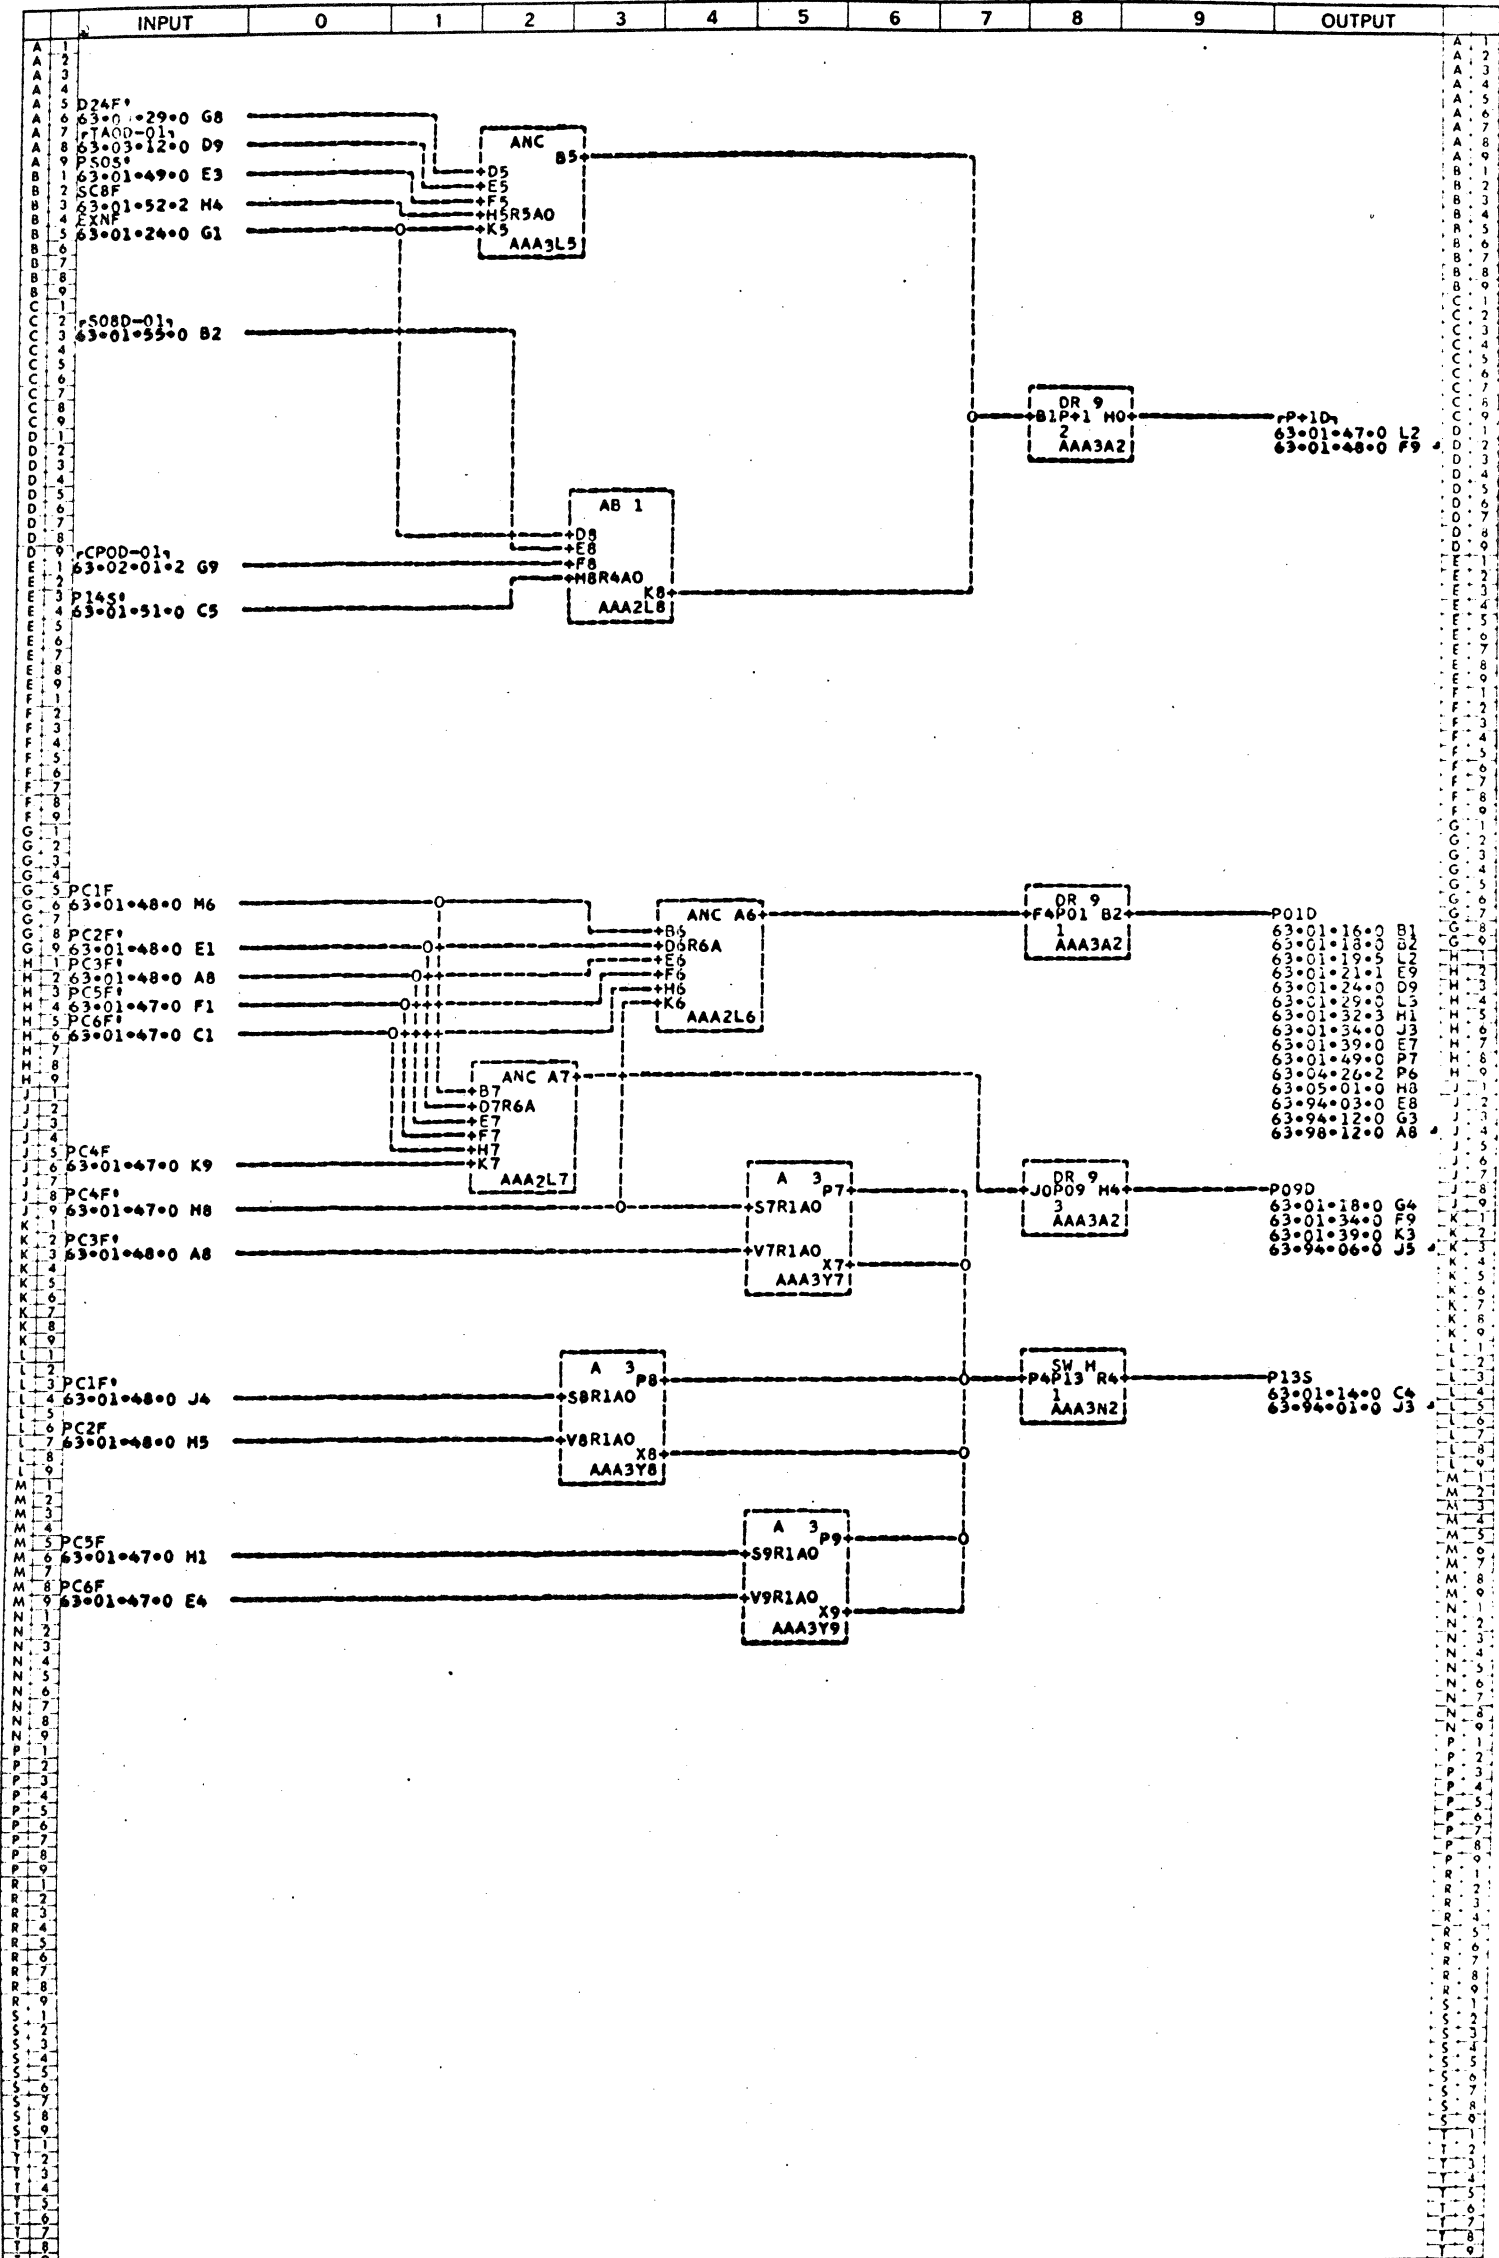 INPUT 0 1 2 3 4 5 6 7 8 9 OUTPUT
D24F'
G8
┌TAOD-01┐
63•03•12•0 D9
PS0S'
63•01•49•0 E3
SC8F
63•01•52•2 H4
EXNF
63•01•24•0 G1
ANC
B5
D5
E5
F5
H5R5AO
K5
AAA3L5
┌S08D-01┐
63•01•55•0 B2
DR 9
B1P+1 H0
2
AAA3A2
┌P+1D┐
63•01•47•0 L2
63•01•48•0 F9
AB 1
D8
E8
F8
H8R4AO
K8
AAA2L8
┌CPOD-01┐
63•02•01•2 G9
P14S'
63•01•51•0 C5
PC1F
63•01•48•0 M6
PC2F'
63•01•48•0 E1
PC3F'
63•01•48•0 A8
PC5F'
63•01•47•0 F1
PC6F'
63•01•47•0 C1
ANC A6
B6
D6R6A
E6
F6
H6
K6
AAA2L6
DR 9
F4P01 B2
1
AAA3A2
P01D
63•01•16•0 B1
63•01•18•0 B2
63•01•19•5 L2
63•01•21•1 E9
63•01•24•0 D9
63•01•29•0 L3
63•01•32•3 H1
63•01•34•0 J3
63•01•39•0 E7
63•01•49•0 P7
63•04•26•2 P6
63•05•01•0 H8
63•94•03•0 E8
63•94•12•0 G3
63•98•12•0 A8
ANC A7
B7
D7R6A
E7
F7
H7
K7
AAA2L7
PC4F
63•01•47•0 K9
PC4F'
63•01•47•0 H8
PC3F'
63•01•48•0 A8
A 3
P7
S7R1AO
V7R1AO
X7
AAA3Y7
DR 9
J0P09 H4
3
AAA3A2
P09D
63•01•18•0 G4
63•01•34•0 F9
63•01•39•0 K3
63•94•06•0 J5
PC1F'
63•01•48•0 J4
PC2F
63•01•48•0 H5
A 3
P8
S8R1AO
V8R1AO
X8
AAA3Y8
SW H
P4P13 R4
1
AAA3N2
P13S
63•01•14•0 C4
63•94•01•0 J3
PC5F
63•01•47•0 H1
PC6F
63•01•47•0 E4
A 3
P9
S9R1AO
V9R1AO
X9
AAA3Y9